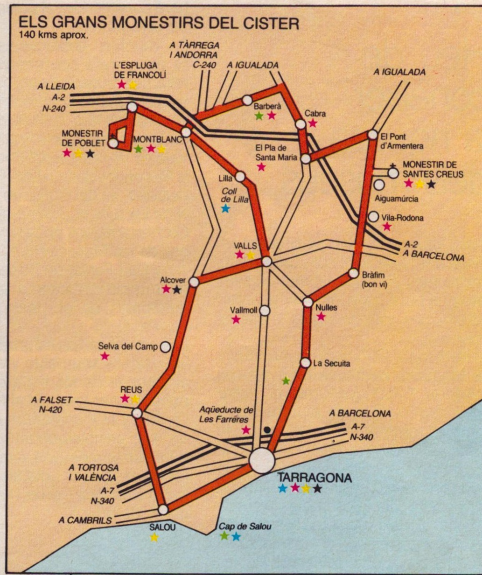 ELS GRANS MONESTIRS DEL CISTER
140 kms aprox.
A TÀRREGA
I ANDORRA
C-240
A IGUALADA
A IGUALADA
L'ESPLUGA
DE FRANCOLÍ
A LLEIDA
A-2
N-240
Barberà
Cabra
MONESTIR
DE POBLET
MONTBLANC
El Pla de
Santa Maria
El Pont
d'Armentera
MONESTIR DE
SANTES CREUS
Aiguamúrcia
Lilla
Coll
de Lilla
Vila-Rodona
VALLS
A-2
A BARCELONA
Alcover
Bràfim
(bon vi)
Vallmoll
Nulles
Selva del Camp
La Secuita
REUS
A FALSET
N-420
Aqüeducte de
Les Farréres
A BARCELONA
A-7
N-340
A TORTOSA
I VALÈNCIA
A-7
N-340
TARRAGONA
A CAMBRILS
SALOU
Cap de Salou